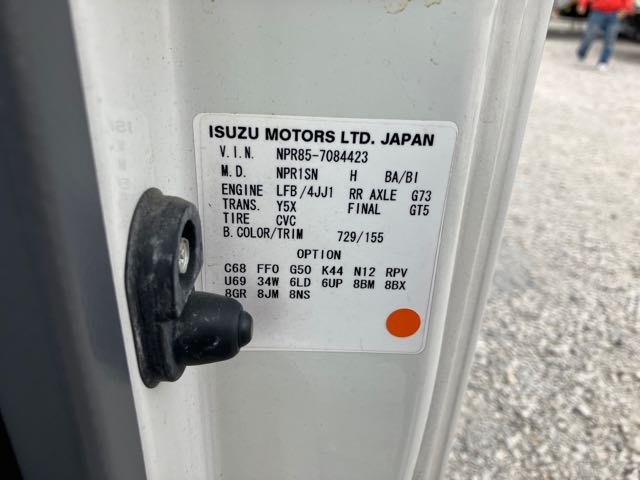 ISUZU MOTORS LTD. JAPAN
V.I.N. NPR85-7084423
M.D. NPR1SN H BA/BI
ENGINE LFB/4JJ1 RR AXLE G73
TRANS. Y5X FINAL GT5
TIRE CVC
B.COLOR/TRIM 729/155
OPTION
C68 FF0 G50 K44 N12 RPV
U69 34W 6LD 6UP 8BM 8BX
8GR 8JM 8NS